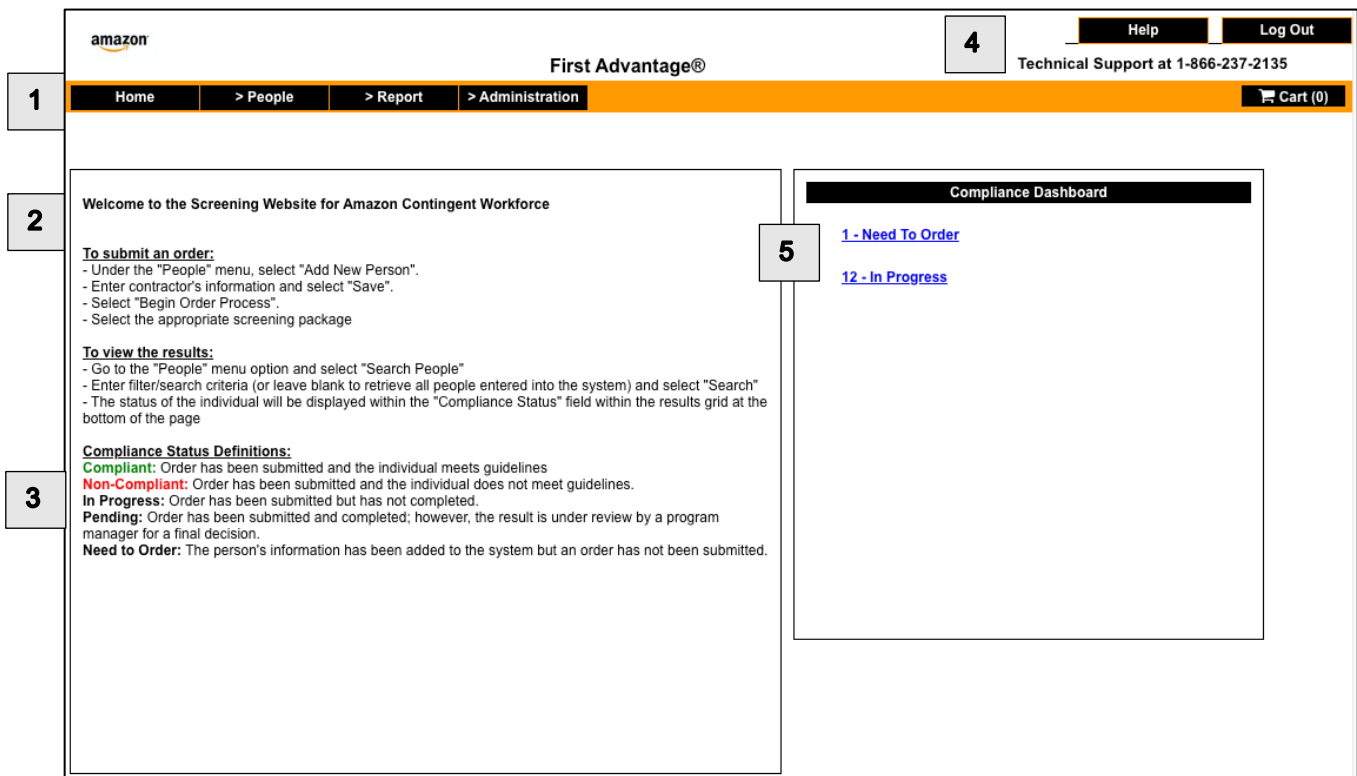 amazon
4
Help
Log Out
First Advantage®
Technical Support at 1-866-237-2135
1
Home
> People
> Report
> Administration
Cart (0)
2
Welcome to the Screening Website for Amazon Contingent Workforce
To submit an order:
- Under the "People" menu, select "Add New Person".
- Enter contractor's information and select "Save".
- Select "Begin Order Process".
- Select the appropriate screening package
To view the results:
- Go to the "People" menu option and select "Search People"
- Enter filter/search criteria (or leave blank to retrieve all people entered into the system) and select "Search"
- The status of the individual will be displayed within the "Compliance Status" field within the results grid at the
bottom of the page
3
Compliance Status Definitions:
Compliant: Order has been submitted and the individual meets guidelines
Non-Compliant: Order has been submitted and the individual does not meet guidelines.
In Progress: Order has been submitted but has not completed.
Pending: Order has been submitted and completed; however, the result is under review by a program
manager for a final decision.
Need to Order: The person's information has been added to the system but an order has not been submitted.
5
Compliance Dashboard
1 - Need To Order
12 - In Progress